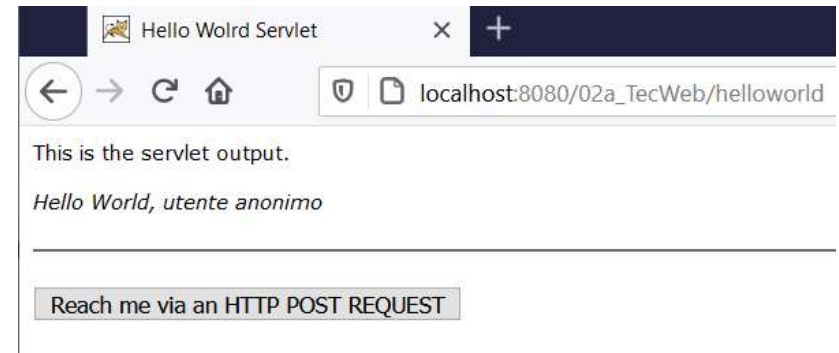 Hello Wolrd Servlet
localhost:8080/02a_TecWeb/helloworld
This is the servlet output.
Hello World, utente anonimo
Reach me via an HTTP POST REQUEST